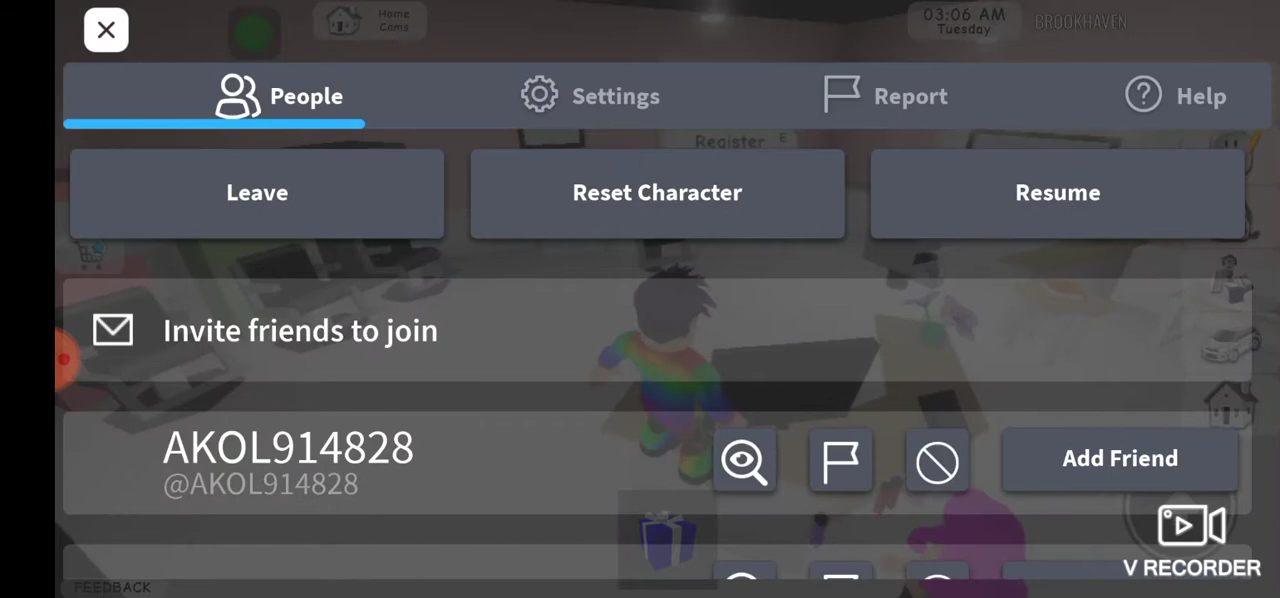 Home
Cams
03:06 AM
Tuesday
BROOKHAVEN
People
Settings
Report
Help
Register
E
Leave
Reset Character
Resume
Invite friends to join
AKOL914828
@AKOL914828
Add Friend
V RECORDER
FEEDBACK